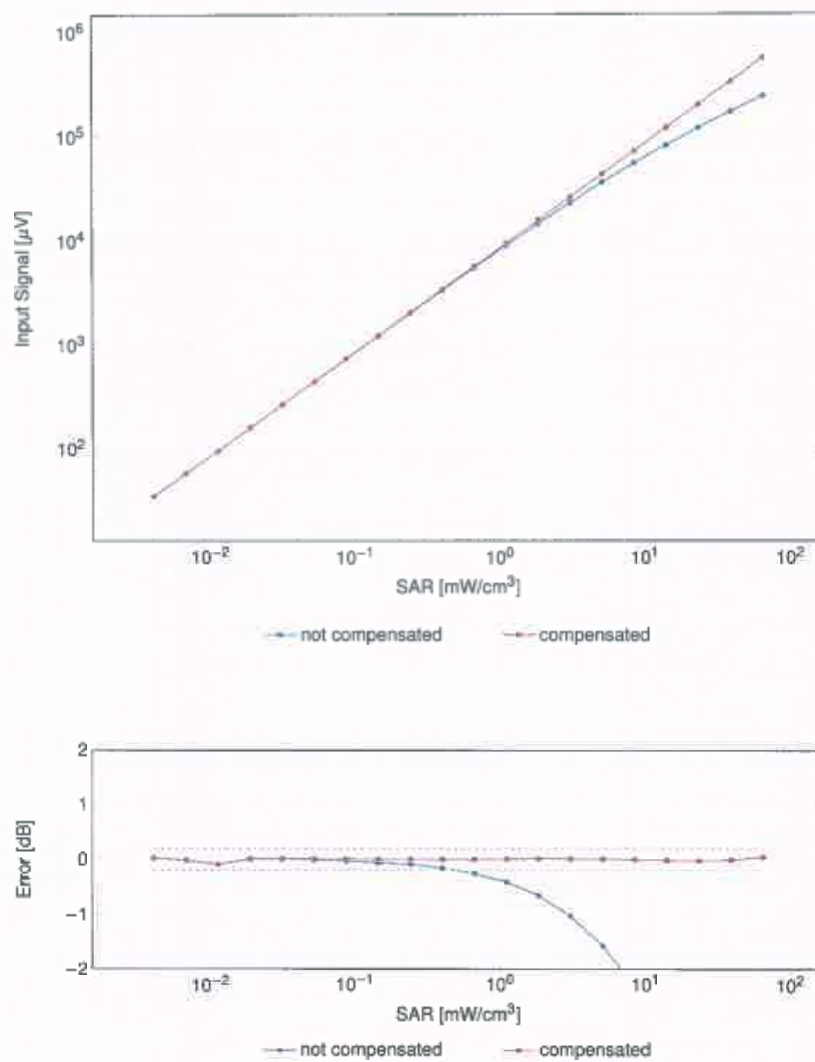 10⁶
10⁵
10⁴
10³
10²
Input Signal [µV]
10⁻² 10⁻¹ 10⁰ 10¹ 10²
SAR [mW/cm³]
not compensated compensated
2
1
0
−1
−2
Error [dB]
10⁻² 10⁻¹ 10⁰ 10¹ 10²
SAR [mW/cm³]
not compensated compensated